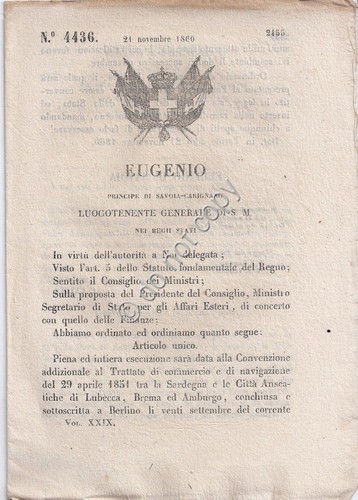 N.° 4436.
21 novembre 1860
2455
EUGENIO
PRINCIPE DI SAVOIA-CARIGNANO
LUOGOTENENTE GENERALE DI S. M.
NEI REGII STATI
In virtù dell'autorità a Noi delegata;
Visto l'art. 5 dello Statuto fondamentale del Regno;
Sentito il Consiglio dei Ministri;
Sulla proposta del Presidente del Consiglio, Ministro
Segretario di Stato per gli Affari Esteri, di concerto
con quello delle Finanze;
Abbiamo ordinato ed ordiniamo quanto segue:
Articolo unico.
Piena ed intiera esecuzione sarà data alla Convenzione
addizionale al Trattato di commercio e di navigazione
del 29 aprile 1851 tra la Sardegna e le Città Ansea-
tiche di Lubecca, Brema ed Amburgo, conchiusa e
sottoscritta a Berlino li venti settembre del corrente
Vol. XXIX.
do not copy